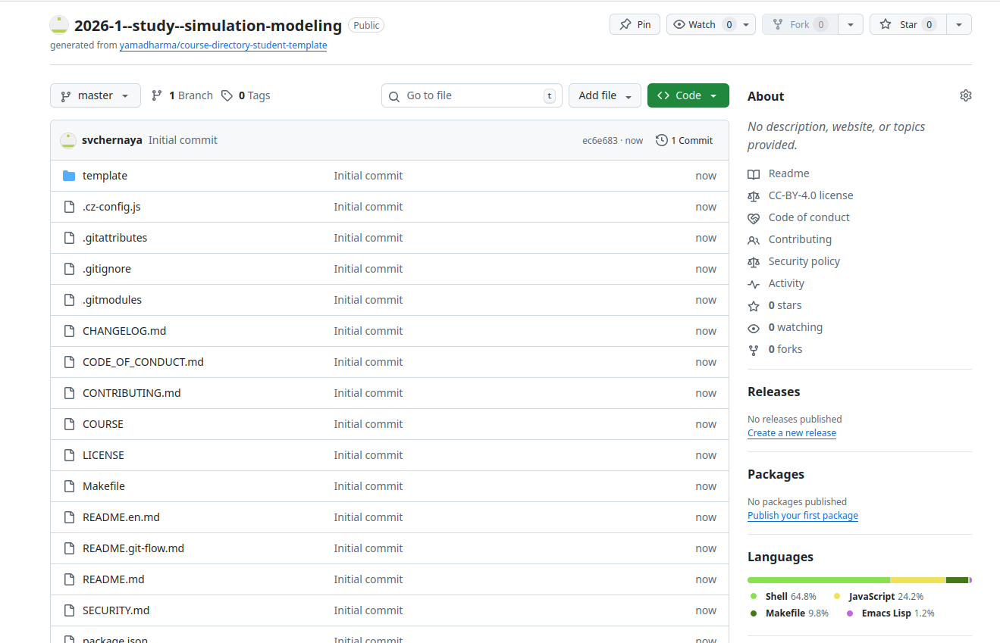 2026-1--study--simulation-modeling Public
Pin Watch 0 Fork 0 Star 0
generated from yamadharma/course-directory-student-template
master 1 Branch 0 Tags
Go to file t Add file Code
svchernaya Initial commit ec6e683 · now 1 Commit
template Initial commit now
.cz-config.js Initial commit now
.gitattributes Initial commit now
.gitignore Initial commit now
.gitmodules Initial commit now
CHANGELOG.md Initial commit now
CODE_OF_CONDUCT.md Initial commit now
CONTRIBUTING.md Initial commit now
COURSE Initial commit now
LICENSE Initial commit now
Makefile Initial commit now
README.en.md Initial commit now
README.git-flow.md Initial commit now
README.md Initial commit now
SECURITY.md Initial commit now
package.json Initial commit now
About
No description, website, or topics
provided.
Readme
CC-BY-4.0 license
Code of conduct
Contributing
Security policy
Activity
0 stars
0 watching
0 forks
Releases
No releases published
Create a new release
Packages
No packages published
Publish your first package
Languages
Shell 64.8% JavaScript 24.2%
Makefile 9.8% Emacs Lisp 1.2%